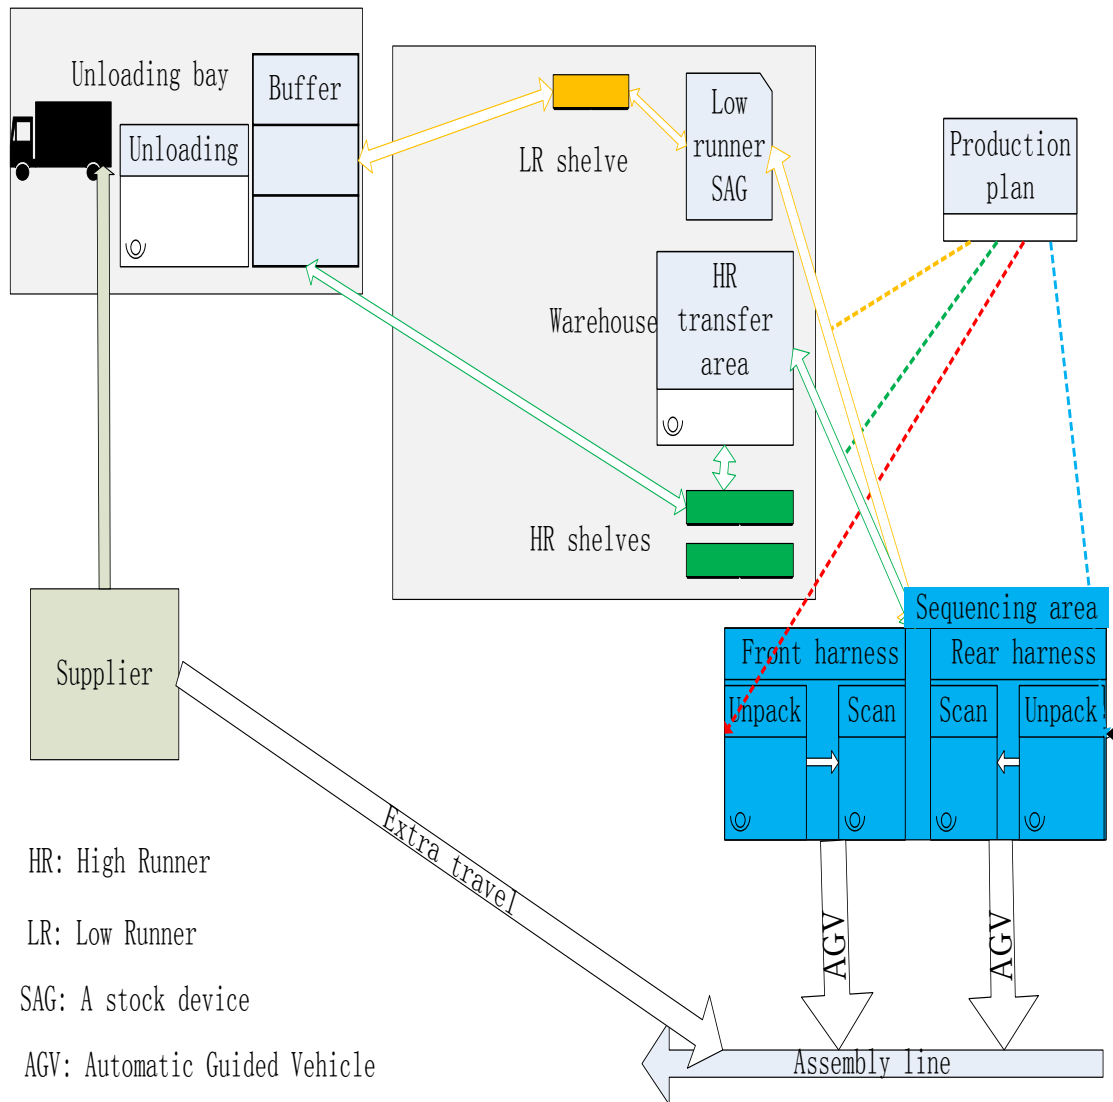 Unloading bay
Buffer
Unloading
LR shelve
Low
runner
SAG
Production
plan
Warehouse
HR
transfer
area
HR shelves
Supplier
Sequencing area
Front harness
Rear harness
Unpack
Scan
Scan
Unpack
Extra travel
AGV
AGV
Assembly line
HR: High Runner
LR: Low Runner
SAG: A stock device
AGV: Automatic Guided Vehicle